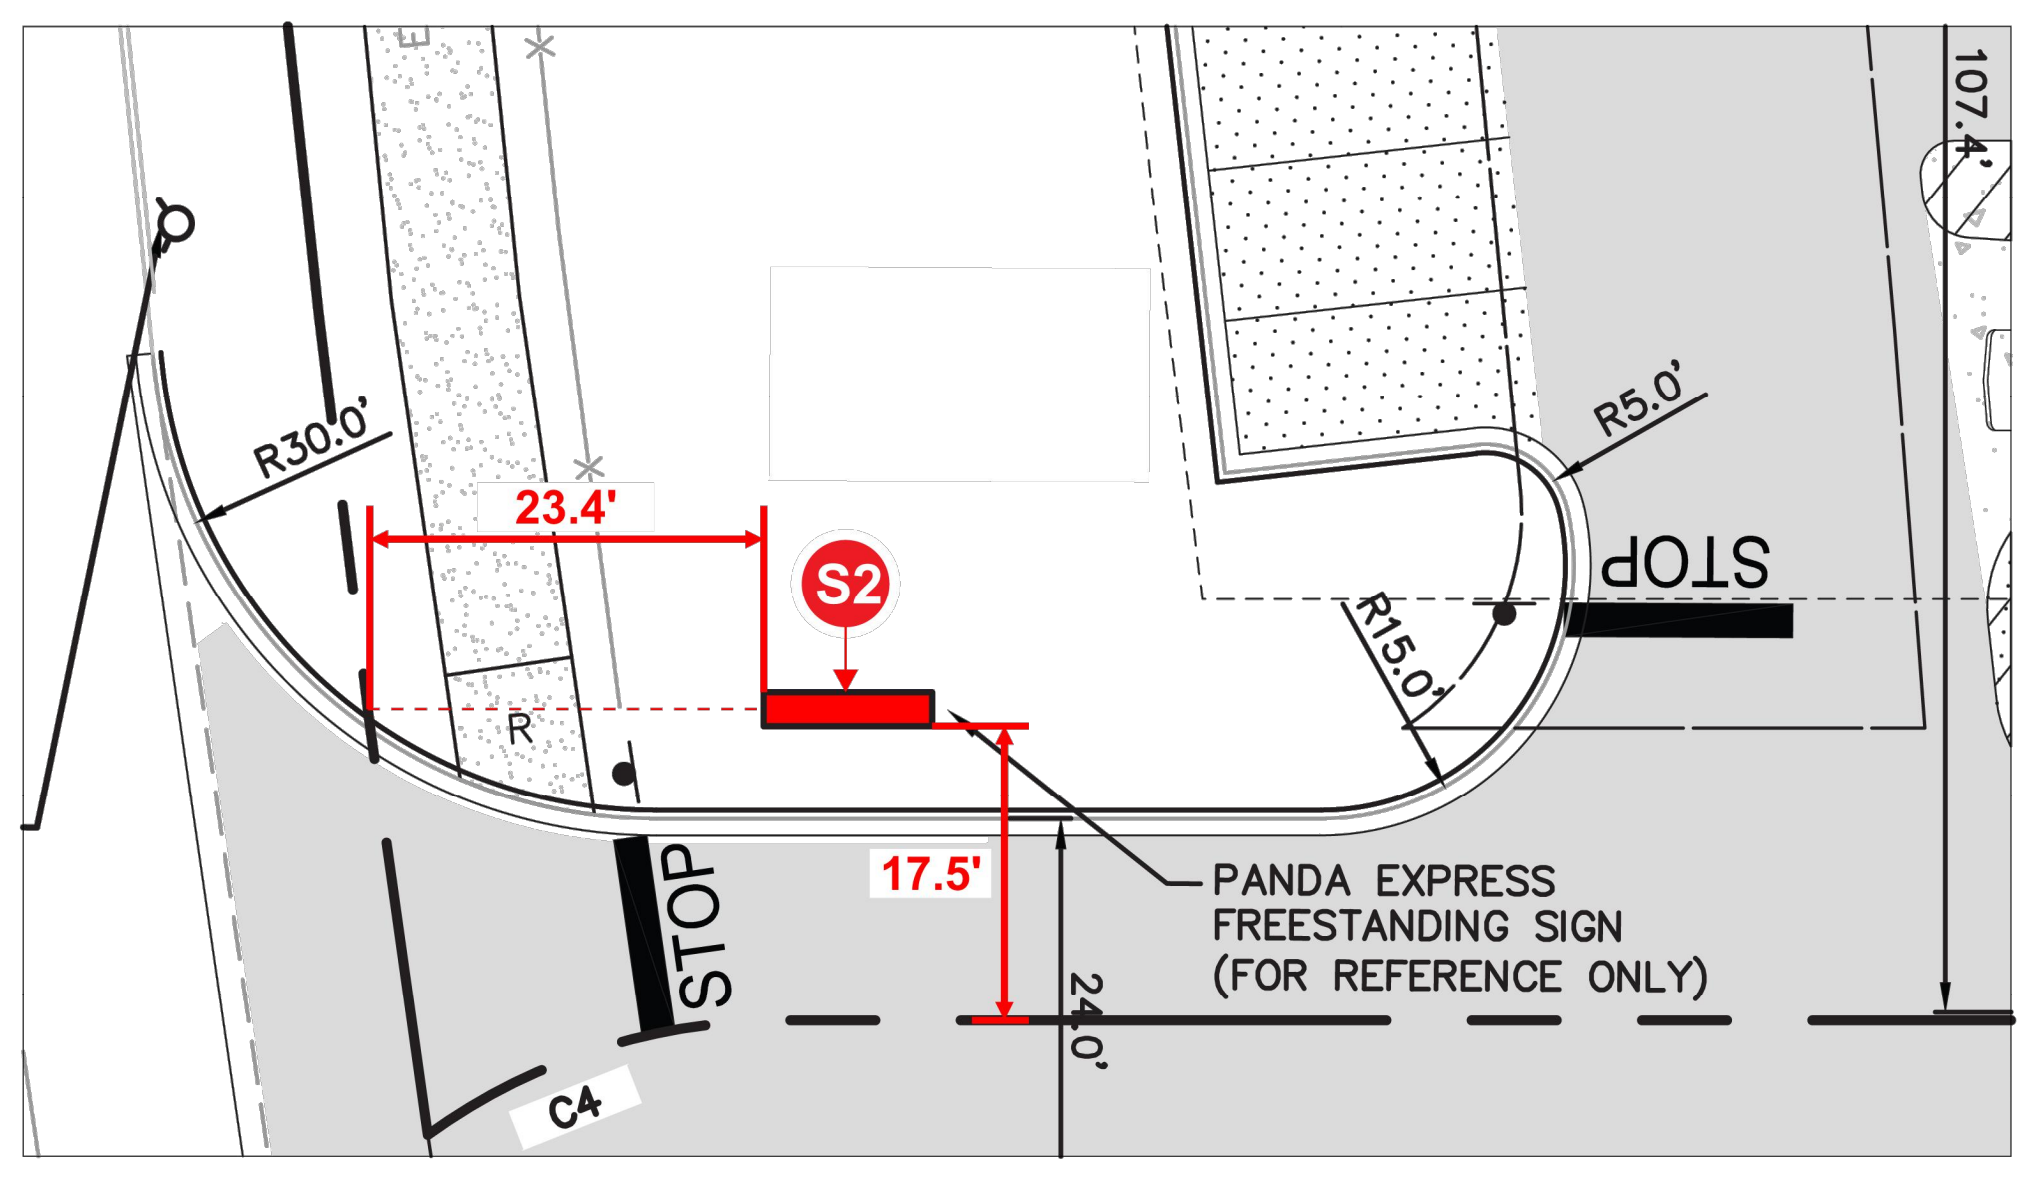 E
107.4'
R30.0'
R5.0'
23.4'
S2
STOP
R15.0'
R
17.5'
STOP
PANDA EXPRESS
FREESTANDING SIGN
(FOR REFERENCE ONLY)
24.0'
C4